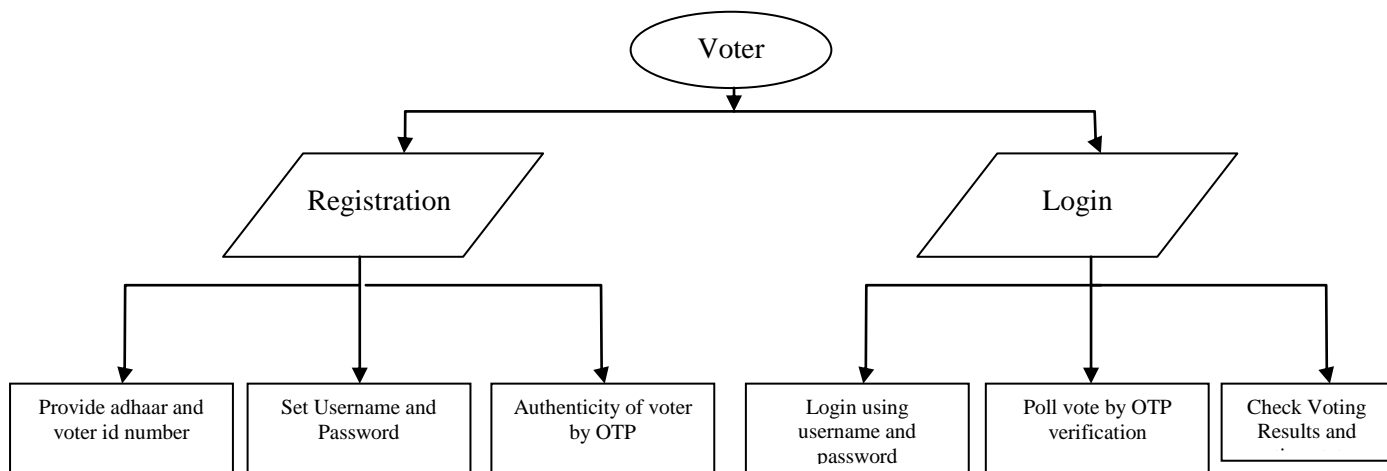 Voter
Registration
Login
Provide adhaar and
voter id number
Set Username and
Password
Authenticity of voter
by OTP
Login using
username and
password
Poll vote by OTP
verification
Check Voting
Results and